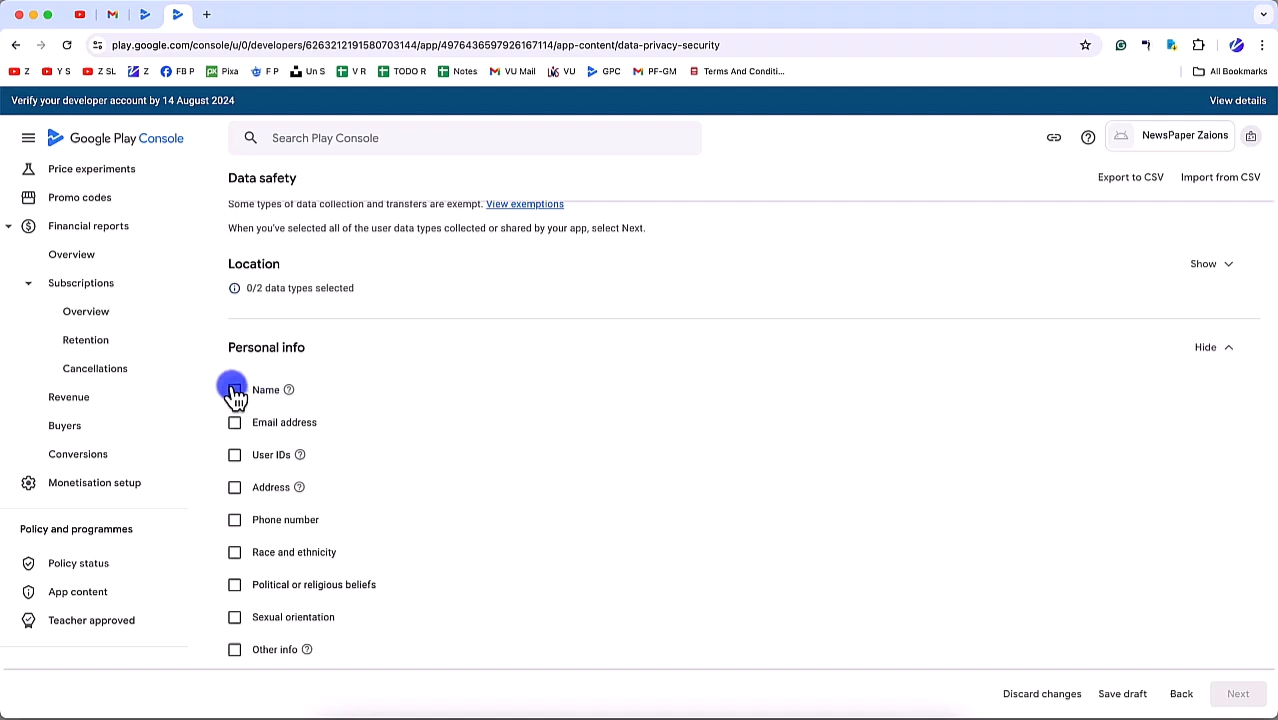 play.google.com/console/u/0/developers/6263212191580703144/app/4976436597926167114/app-content/data-privacy-security
Z
Y S
Z SL
Z
FB P
Pixa
F P
Un S
V R
TODO R
Notes
VU Mail
VU
GPC
PF-GM
Terms And Conditi...
All Bookmarks
Verify your developer account by 14 August 2024
View details
Google Play Console
Search Play Console
NewsPaper Zaions
Price experiments
Promo codes
Financial reports
Overview
Subscriptions
Overview
Retention
Cancellations
Revenue
Buyers
Conversions
Monetisation setup
Policy and programmes
Policy status
App content
Teacher approved
Data safety
Export to CSV
Import from CSV
Some types of data collection and transfers are exempt. View exemptions
When you've selected all of the user data types collected or shared by your app, select Next.
Location
Show
0/2 data types selected
Personal info
Hide
Name
Email address
User IDs
Address
Phone number
Race and ethnicity
Political or religious beliefs
Sexual orientation
Other info
Discard changes
Save draft
Back
Next